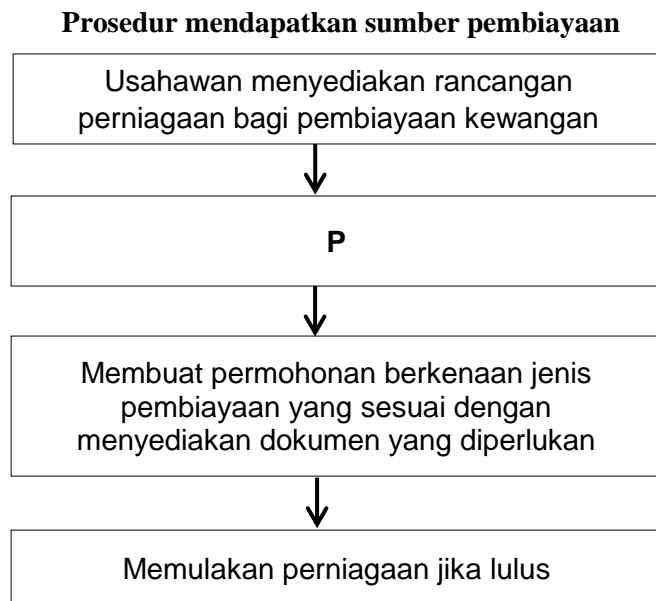 Prosedur mendapatkan sumber pembiayaan
Usahawan menyediakan rancangan
perniagaan bagi pembiayaan kewangan
P
Membuat permohonan berkenaan jenis
pembiayaan yang sesuai dengan
menyediakan dokumen yang diperlukan
Memulakan perniagaan jika lulus